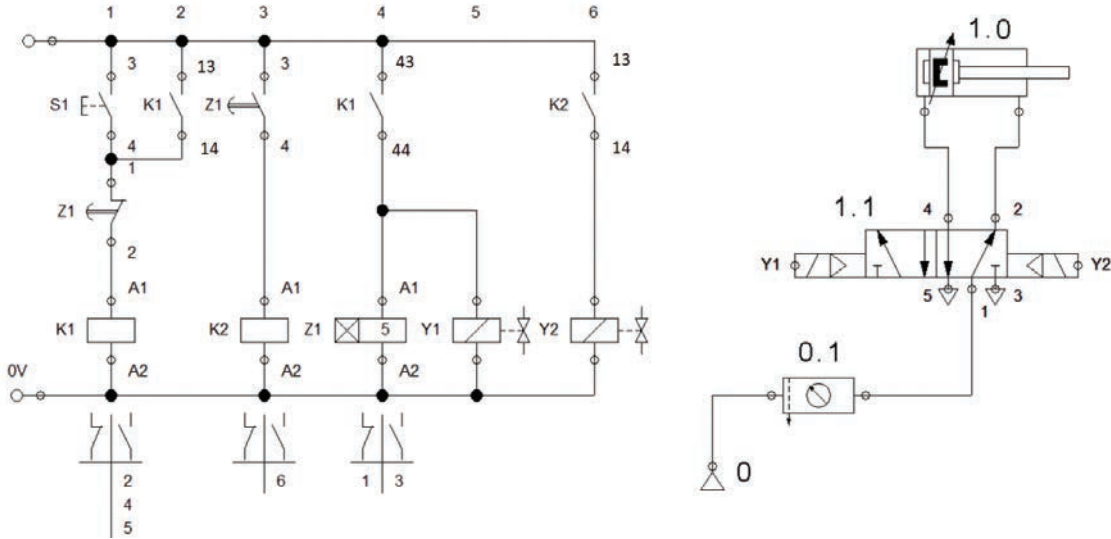 1 2 3 4 5 6
3 13 3 43 13
S1 K1 Z1 K1 K2
4 14 4 44 14
1
Z1
2
A1 A1 A1
K1 K2 Z1 5 Y1 Y2
0V A2 A2 A2
2 6 1 3
4
5
1.0
1.1 4 2
Y1 Y2
5 1 3
0.1
0